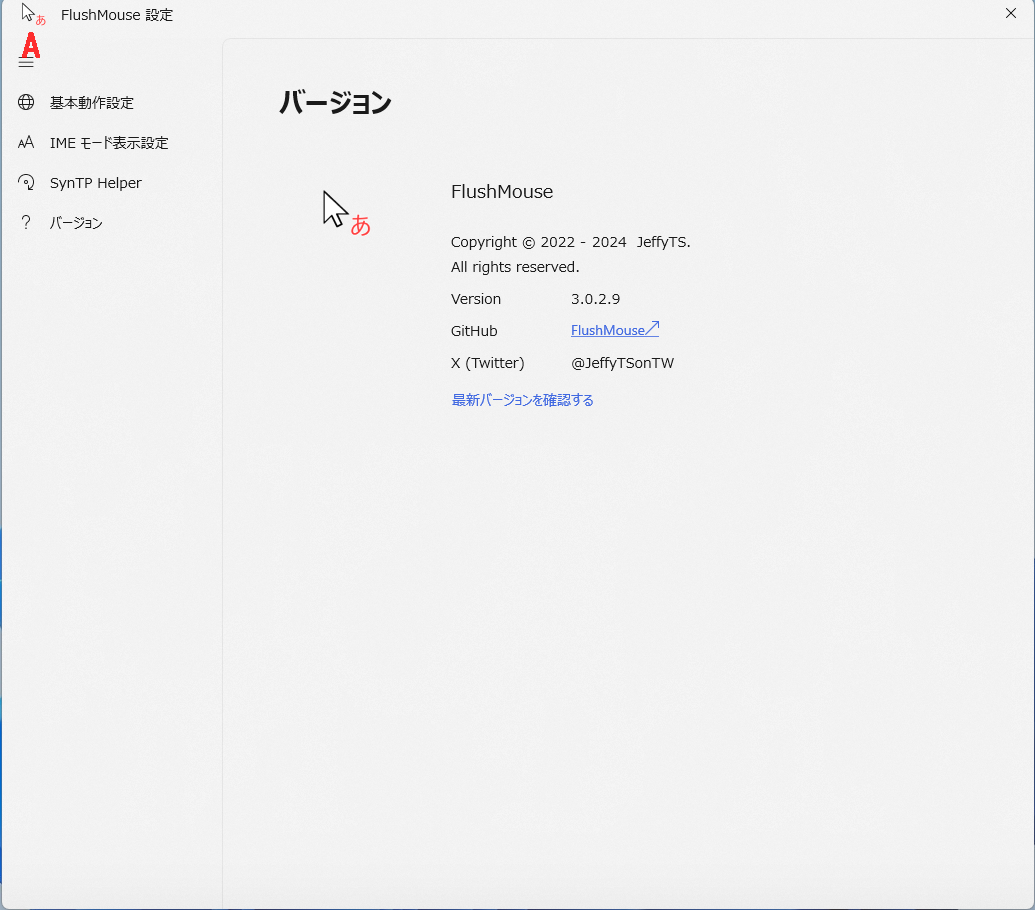 あ
FlushMouse 設定
A
基本動作設定
AA IME モード表示設定
SynTP Helper
? バージョン
バージョン
あ
FlushMouse
Copyright © 2022 - 2024 JeffyTS.
All rights reserved.
Version 3.0.2.9
GitHub FlushMouse
X (Twitter) @JeffyTSonTW
最新バージョンを確認する